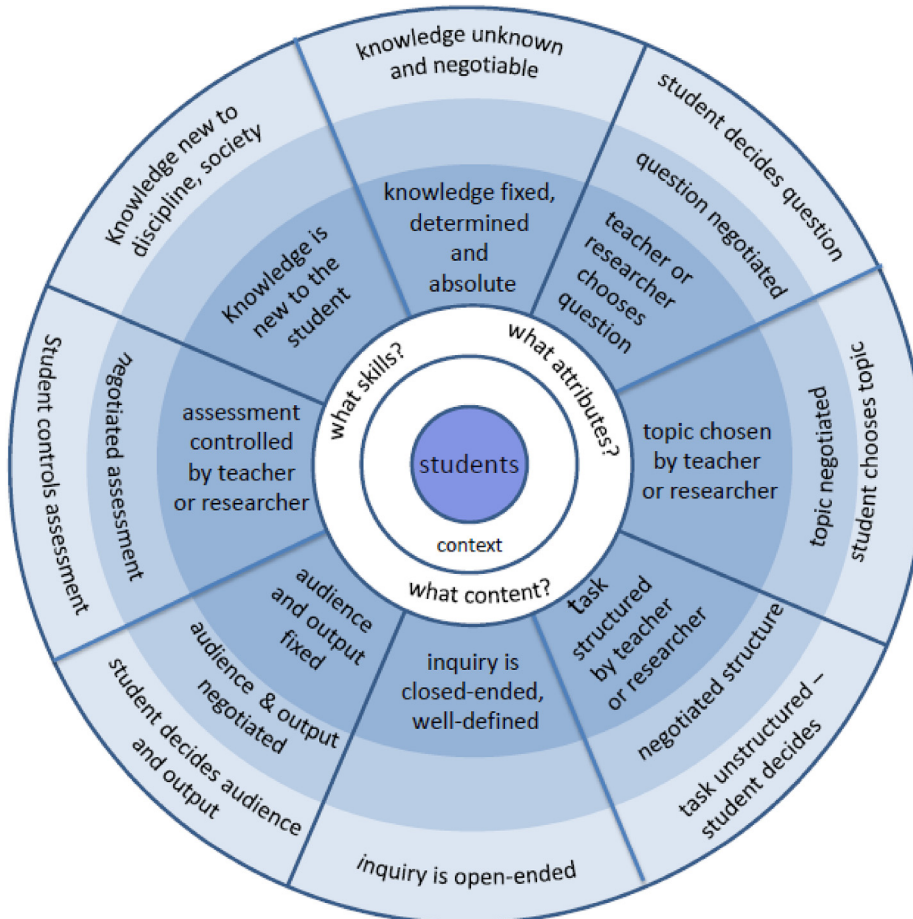 knowledge unknown
and negotiable
knowledge fixed,
determined
and
absolute
student decides question
question negotiated
teacher or
researcher
chooses
question
student chooses topic
topic negotiated
topic chosen
by teacher
or researcher
task unstructured –
student decides
negotiated structure
task
structured
by teacher
or researcher
inquiry is
closed-ended,
well-defined
inquiry is open-ended
audience
and output
fixed
audience & output
negotiated
student decides audience
and output
assessment
controlled
by teacher
or researcher
negotiated assessment
Student controls assessment
Knowledge is
new to the
student
Knowledge new to
discipline, society
what skills?
what attributes?
what content?
context
students